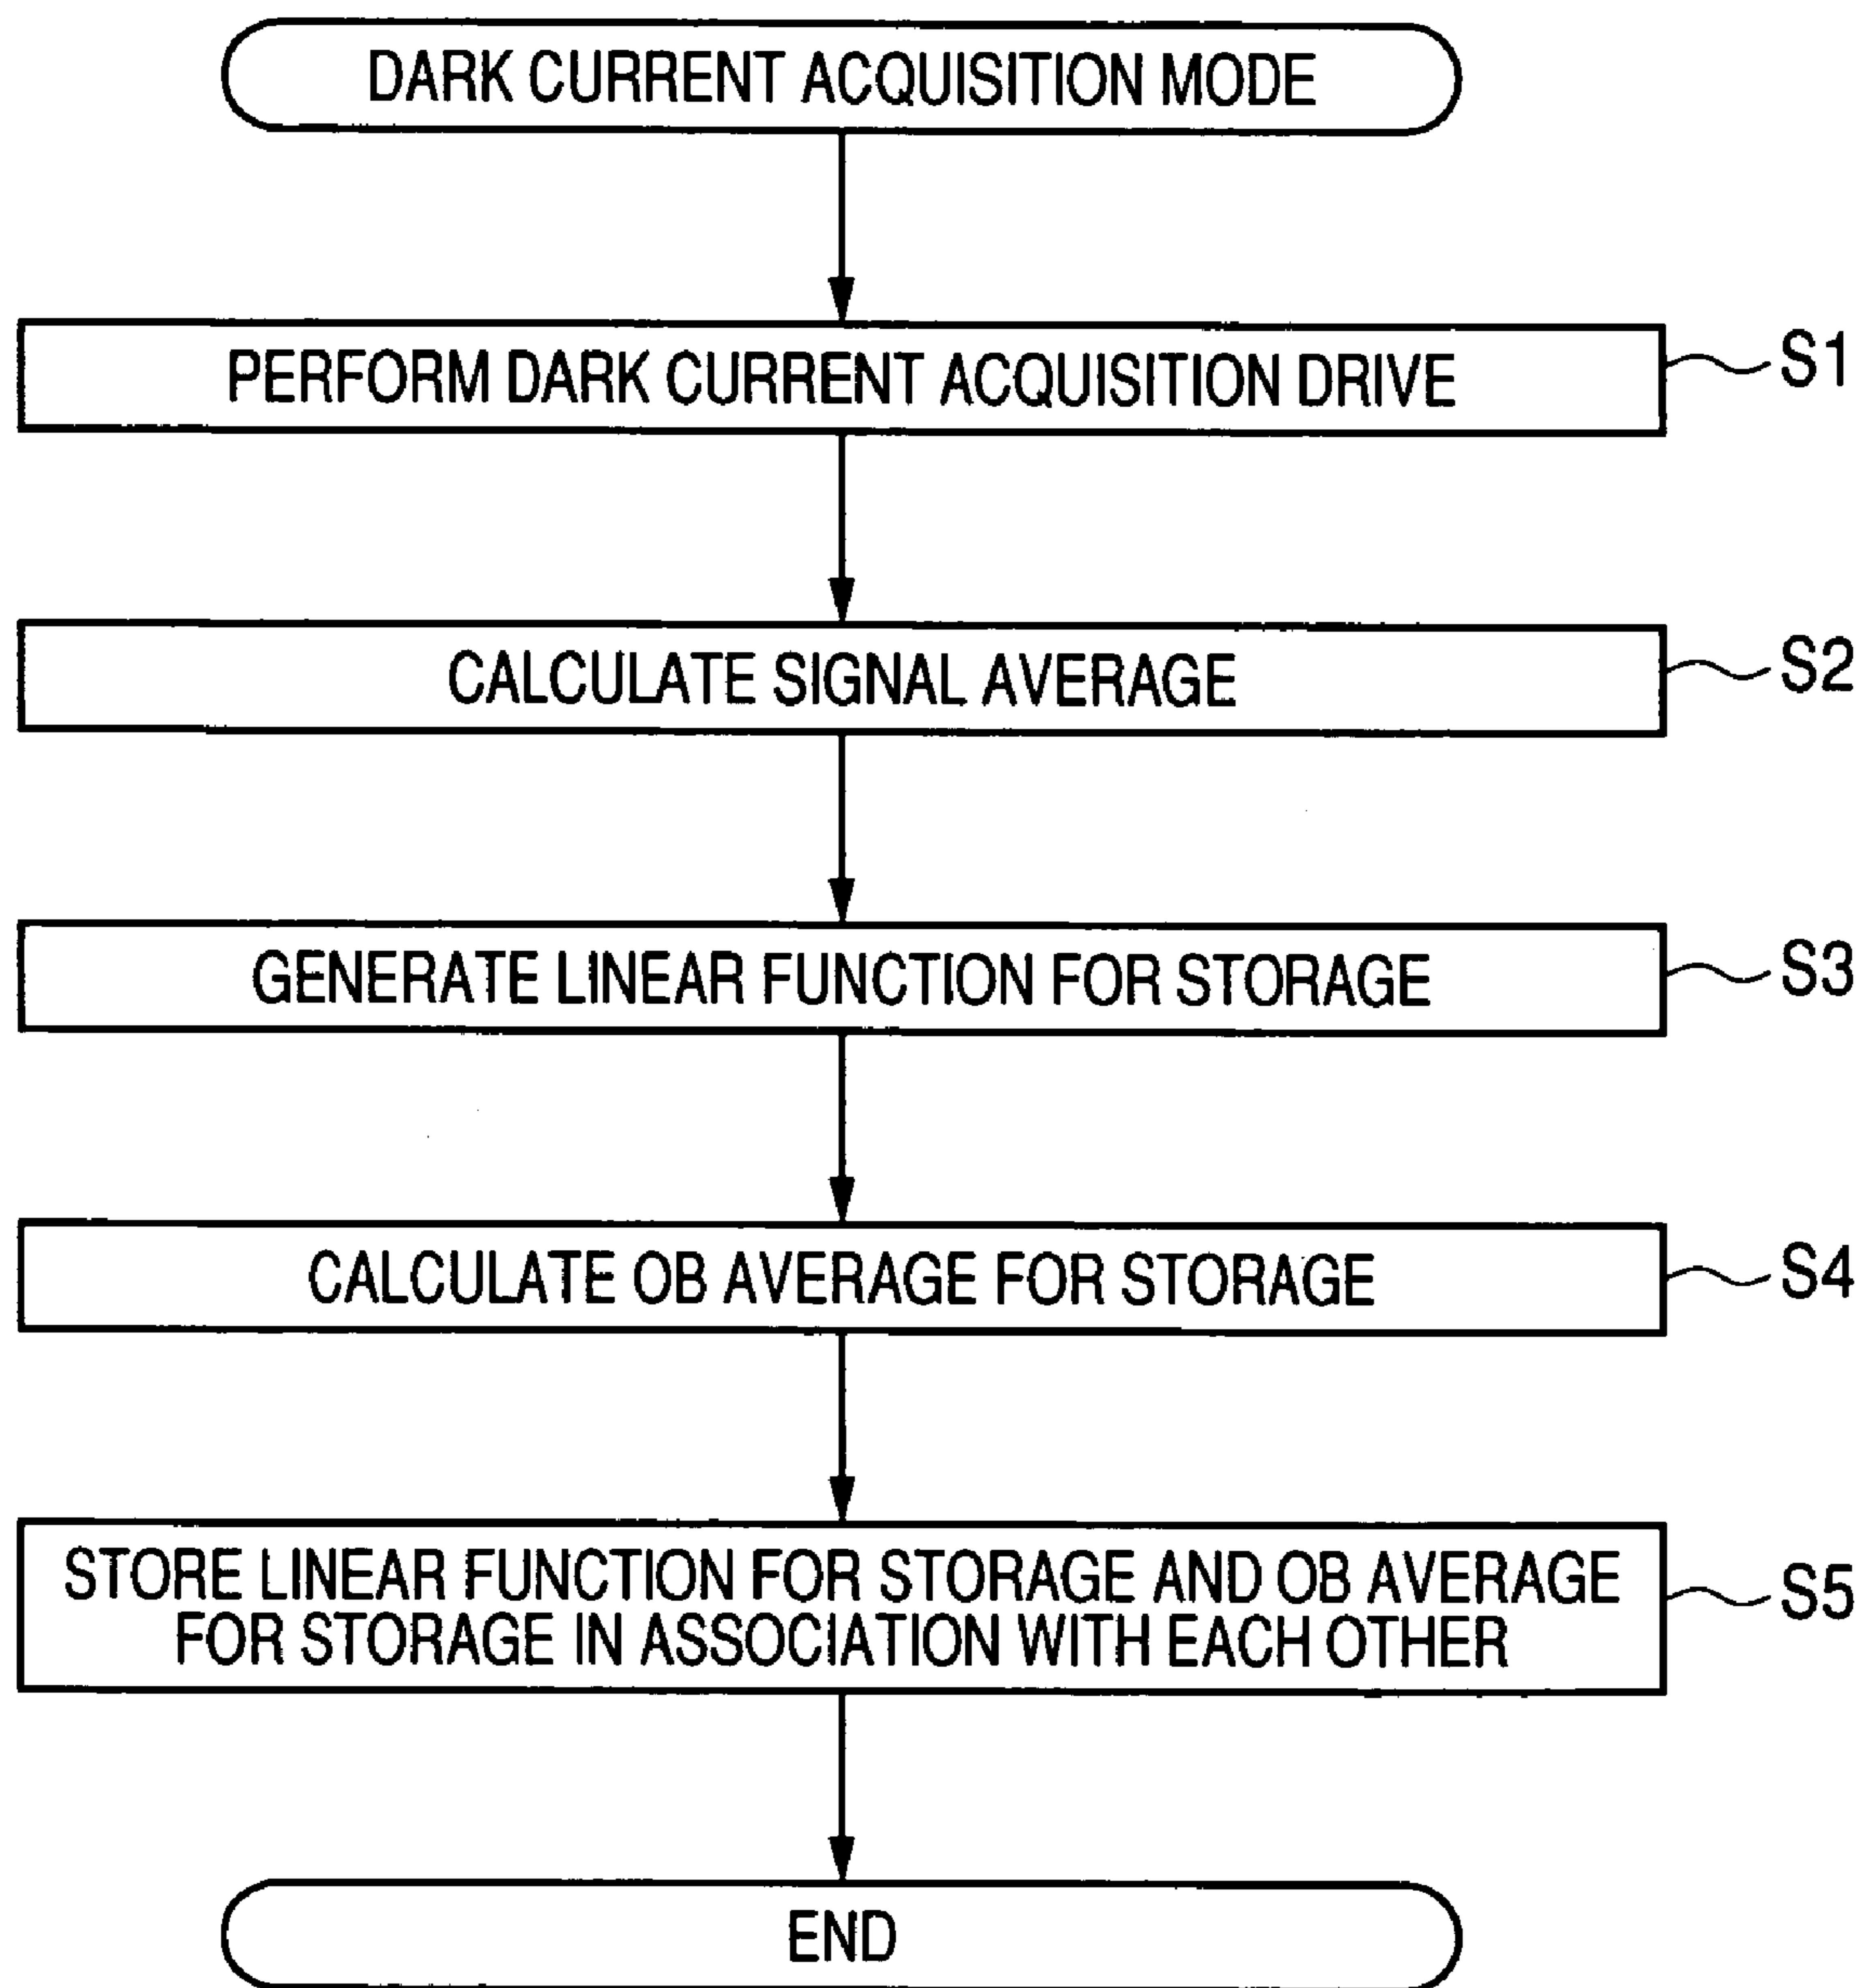 DARK CURRENT ACQUISITION MODE
PERFORM DARK CURRENT ACQUISITION DRIVE
S1
CALCULATE SIGNAL AVERAGE
S2
GENERATE LINEAR FUNCTION FOR STORAGE
S3
CALCULATE OB AVERAGE FOR STORAGE
S4
STORE LINEAR FUNCTION FOR STORAGE AND OB AVERAGE
FOR STORAGE IN ASSOCIATION WITH EACH OTHER
S5
END